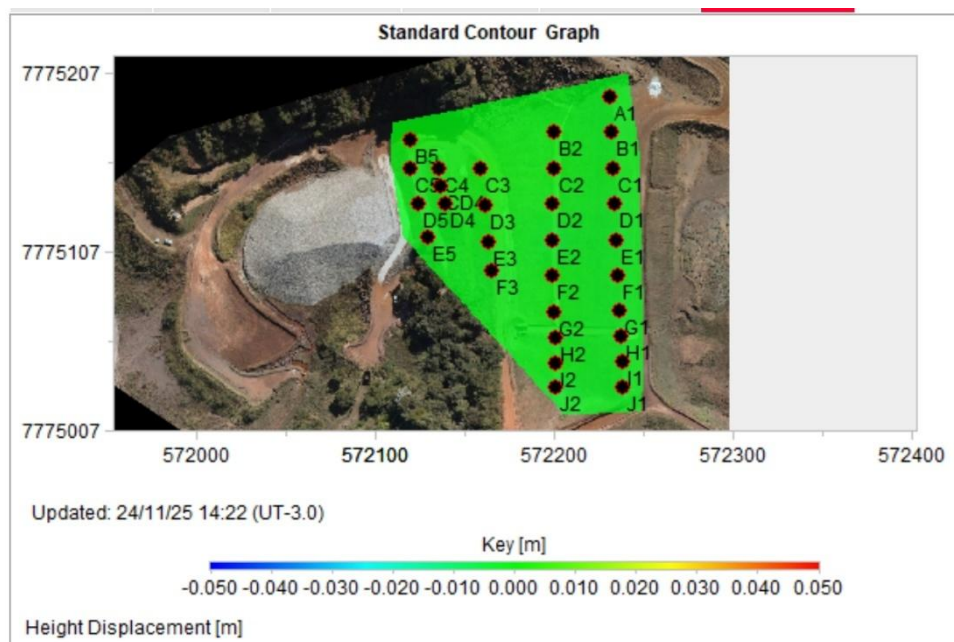 Standard Contour Graph
7775207
A1
B5 B2 B1
C5 C4 C3 C2 C1
CD4
D5 D4 D3 D2 D1
7775107
E5 E3 E2 E1
F3 F2 F1
G2 G1
H2 H1
I2 I1
J2 J1
7775007
572000 572100 572200 572300 572400
Updated: 24/11/25 14:22 (UT-3.0)
Key [m]
-0.050 -0.040 -0.030 -0.020 -0.010 0.000 0.010 0.020 0.030 0.040 0.050
Height Displacement [m]